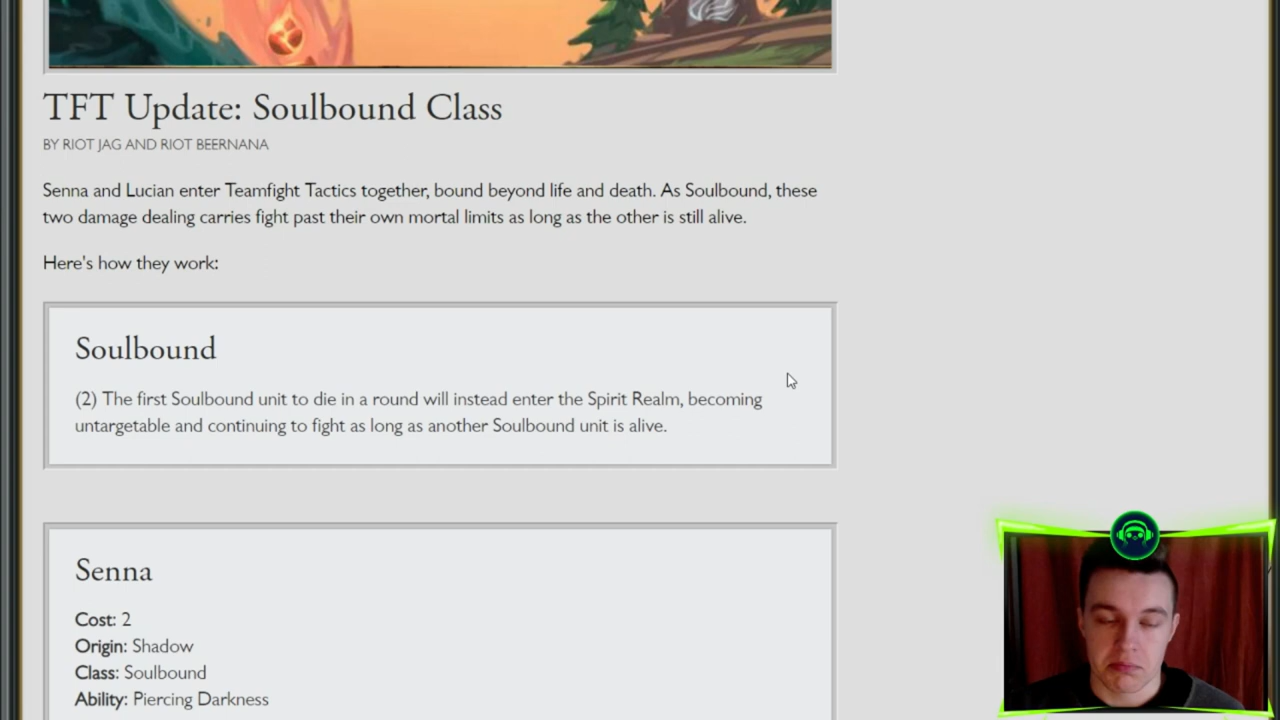 TFT Update: Soulbound Class
BY RIOT JAG AND RIOT BEERNANA
Senna and Lucian enter Teamfight Tactics together, bound beyond life and death. As Soulbound, these
two damage dealing carries fight past their own mortal limits as long as the other is still alive.
Here's how they work:
Soulbound
(2) The first Soulbound unit to die in a round will instead enter the Spirit Realm, becoming
untargetable and continuing to fight as long as another Soulbound unit is alive.
Senna
Cost: 2
Origin: Shadow
Class: Soulbound
Ability: Piercing Darkness